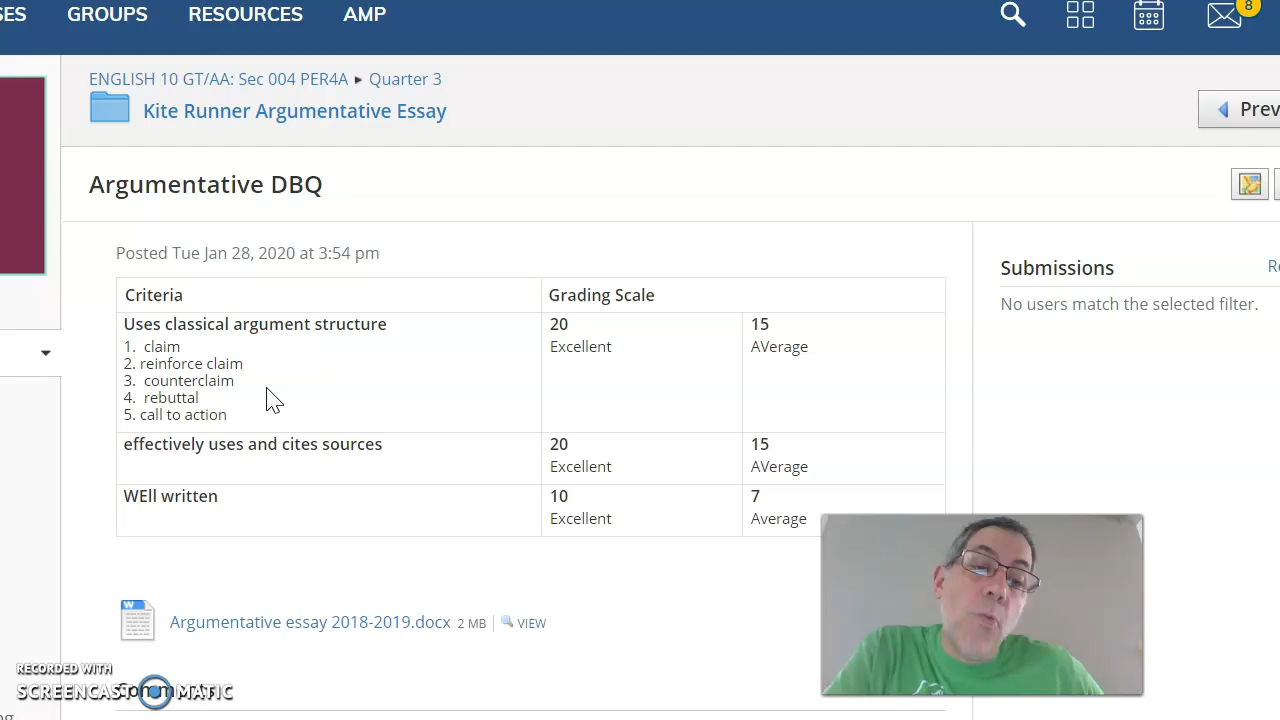 SES GROUPS RESOURCES AMP 8
ENGLISH 10 GT/AA: Sec 004 PER4A ▸ Quarter 3
Kite Runner Argumentative Essay
Prev
Argumentative DBQ
Posted Tue Jan 28, 2020 at 3:54 pm
Submissions
No users match the selected filter.
Criteria Grading Scale
Uses classical argument structure 20 15
1. claim Excellent AVerage
2. reinforce claim
3. counterclaim
4. rebuttal
5. call to action
effectively uses and cites sources 20 15
Excellent AVerage
WEll written 10 7
Excellent Average
Argumentative essay 2018-2019.docx 2 MB VIEW
RECORDED WITH
SCREENCAST-O-MATIC